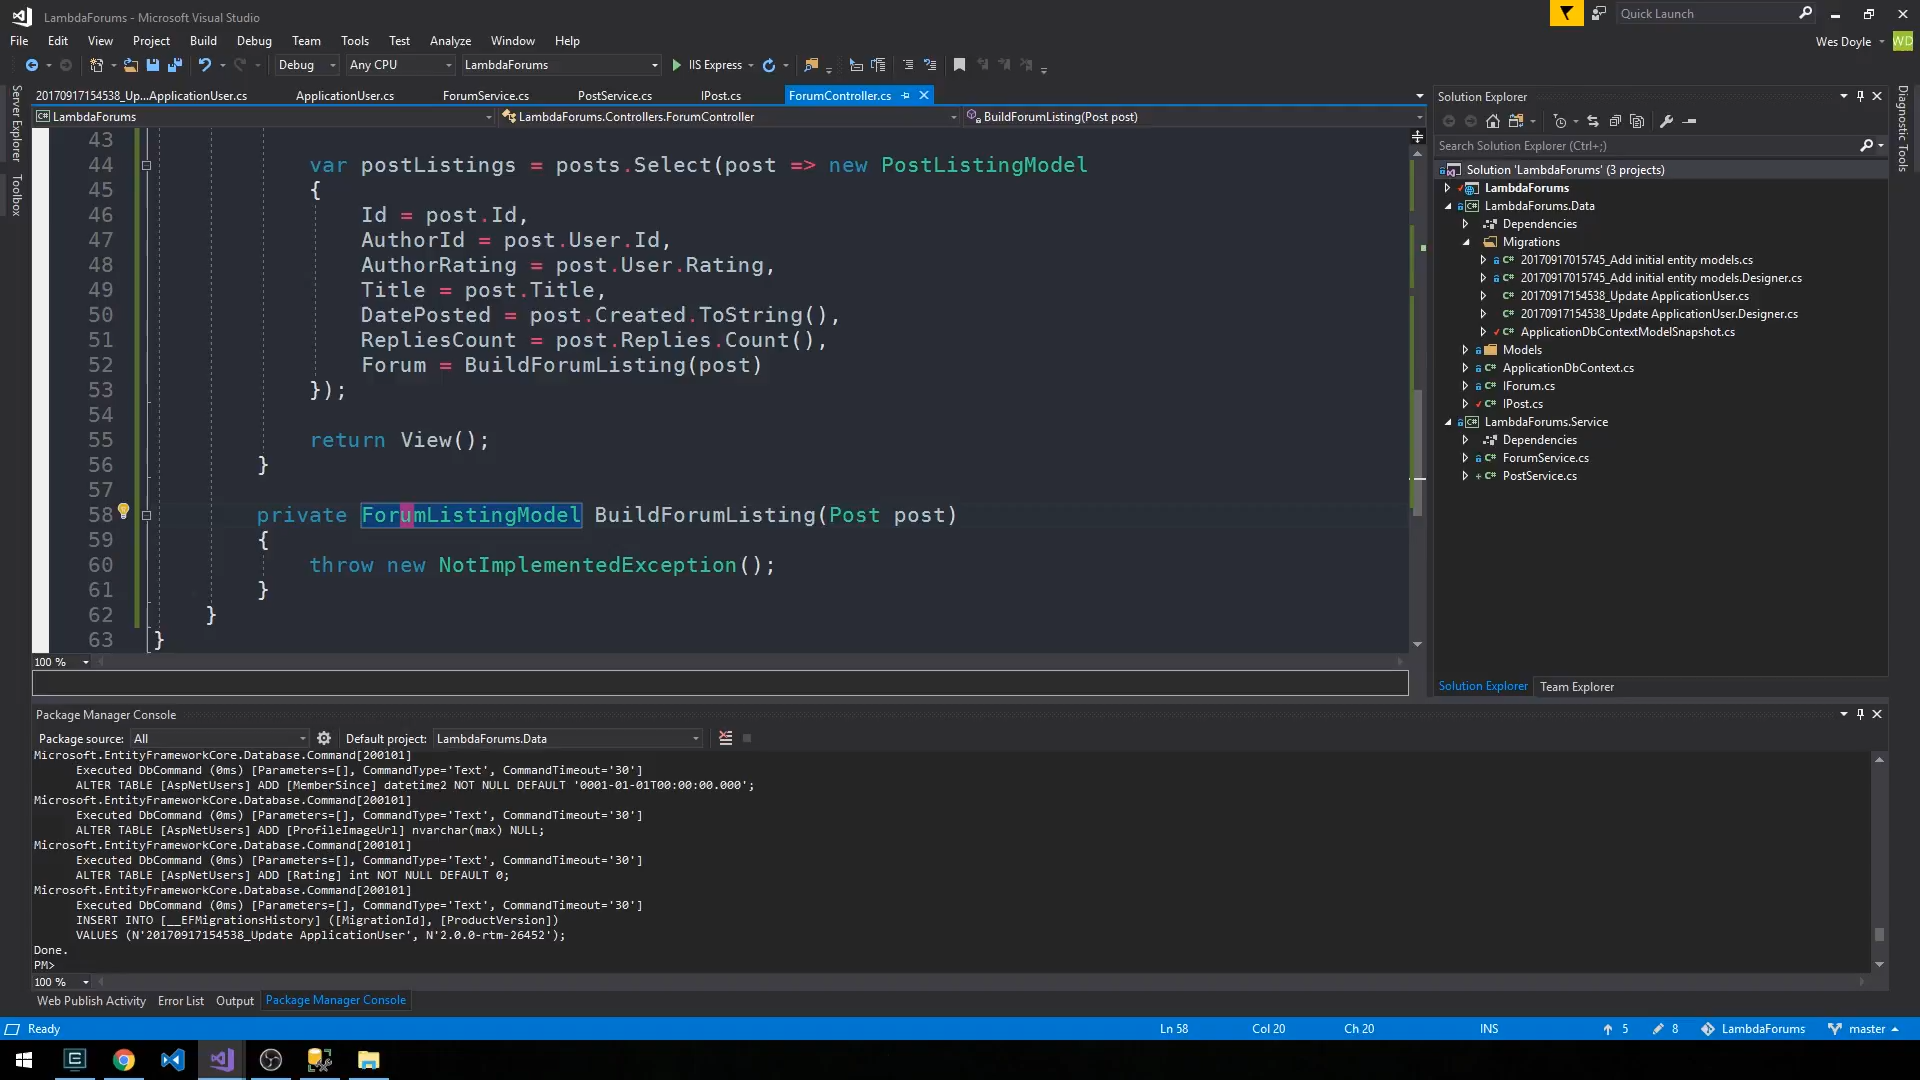 LambdaForums - Microsoft Visual Studio
Quick Launch
File Edit View Project Build Debug Team Tools Test Analyze Window Help
Wes Doyle
WD
Debug Any CPU LambdaForums IIS Express
20170917154538_Up...ApplicationUser.cs ApplicationUser.cs ForumService.cs PostService.cs IPost.cs ForumController.cs
LambdaForums LambdaForums.Controllers.ForumController BuildForumListing(Post post)
Server Explorer
Toolbox
43
44 var postListings = posts.Select(post => new PostListingModel
45 {
46 Id = post.Id,
47 AuthorId = post.User.Id,
48 AuthorRating = post.User.Rating,
49 Title = post.Title,
50 DatePosted = post.Created.ToString(),
51 RepliesCount = post.Replies.Count(),
52 Forum = BuildForumListing(post)
53 });
54
55 return View();
56 }
57
58 private ForumListingModel BuildForumListing(Post post)
59 {
60 throw new NotImplementedException();
61 }
62 }
63 }
100 %
Solution Explorer
Search Solution Explorer (Ctrl+;)
Solution 'LambdaForums' (3 projects)
LambdaForums
LambdaForums.Data
Dependencies
Migrations
20170917015745_Add initial entity models.cs
20170917015745_Add initial entity models.Designer.cs
20170917154538_Update ApplicationUser.cs
20170917154538_Update ApplicationUser.Designer.cs
ApplicationDbContextModelSnapshot.cs
Models
ApplicationDbContext.cs
IForum.cs
IPost.cs
LambdaForums.Service
Dependencies
ForumService.cs
PostService.cs
Solution Explorer Team Explorer
Diagnostic Tools
Package Manager Console
Package source: All Default project: LambdaForums.Data
Microsoft.EntityFrameworkCore.Database.Command[200101]
Executed DbCommand (0ms) [Parameters=[], CommandType='Text', CommandTimeout='30']
ALTER TABLE [AspNetUsers] ADD [MemberSince] datetime2 NOT NULL DEFAULT '0001-01-01T00:00:00.000';
Microsoft.EntityFrameworkCore.Database.Command[200101]
Executed DbCommand (0ms) [Parameters=[], CommandType='Text', CommandTimeout='30']
ALTER TABLE [AspNetUsers] ADD [ProfileImageUrl] nvarchar(max) NULL;
Microsoft.EntityFrameworkCore.Database.Command[200101]
Executed DbCommand (0ms) [Parameters=[], CommandType='Text', CommandTimeout='30']
ALTER TABLE [AspNetUsers] ADD [Rating] int NOT NULL DEFAULT 0;
Microsoft.EntityFrameworkCore.Database.Command[200101]
Executed DbCommand (0ms) [Parameters=[], CommandType='Text', CommandTimeout='30']
INSERT INTO [__EFMigrationsHistory] ([MigrationId], [ProductVersion])
VALUES (N'20170917154538_Update ApplicationUser', N'2.0.0-rtm-26452');
Done.
PM>
100 %
Web Publish Activity Error List Output Package Manager Console
Ready Ln 58 Col 20 Ch 20 INS 5 8 LambdaForums master